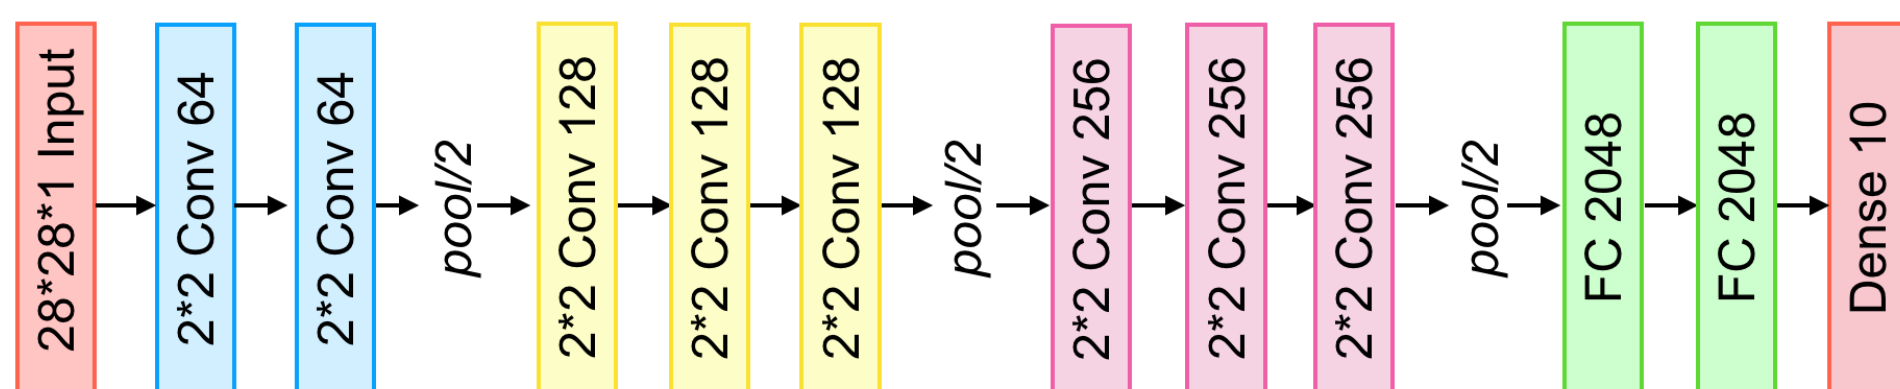 28*28*1 Input
2*2 Conv 64
2*2 Conv 64
pool/2
2*2 Conv 128
2*2 Conv 128
2*2 Conv 128
pool/2
2*2 Conv 256
2*2 Conv 256
2*2 Conv 256
pool/2
FC 2048
FC 2048
Dense 10